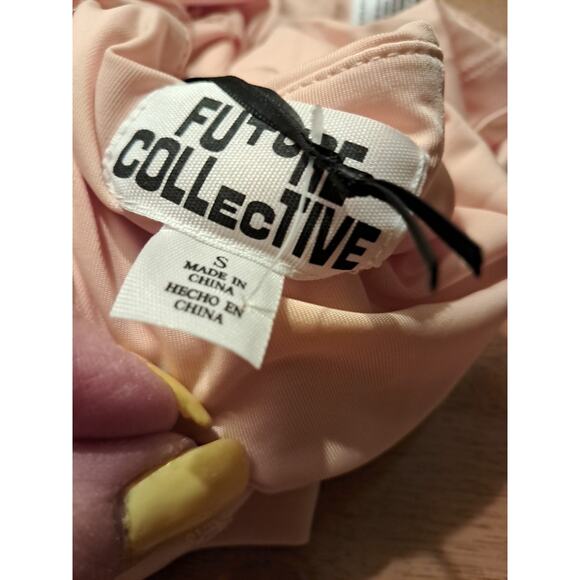 FUTURE
COLLECTIVE
S
MADE IN
CHINA
HECHO EN
CHINA